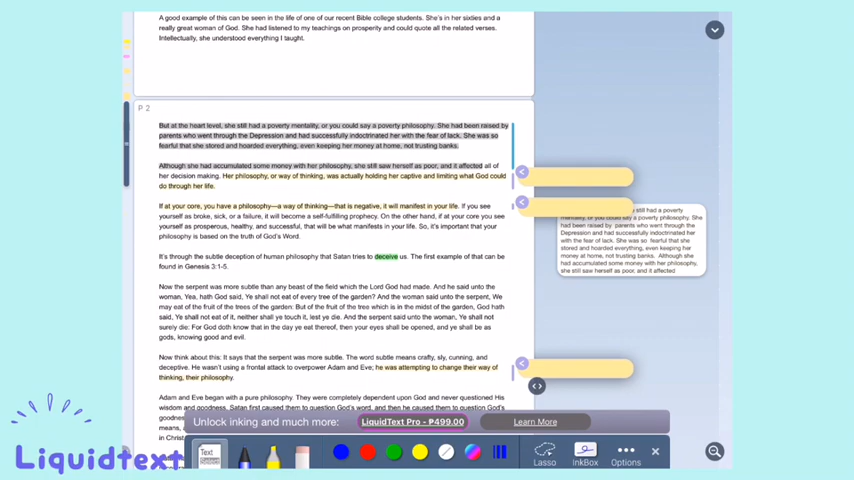 A good example of this can be seen in the life of one of our recent Bible college students. She's in her sixties and a
really great woman of God. She had listened to my teachings on prosperity and could quote all the related verses.
Intellectually, she understood everything I taught.
P 2
But at the heart level, she still had a poverty mentality, or you could say a poverty philosophy. She had been raised by
parents who went through the Depression and had successfully indoctrinated her with the fear of lack. She was so
fearful that she stored and hoarded everything, even keeping her money at home, not trusting banks.
Although she had accumulated some money with her philosophy, she still saw herself as poor, and it affected all of
her decision making. Her philosophy, or way of thinking, was actually holding her captive and limiting what God could
do through her life.
If at your core, you have a philosophy—a way of thinking—that is negative, it will manifest in your life. If you see
yourself as broke, sick, or a failure, it will become a self-fulfilling prophecy. On the other hand, if at your core you see
yourself as prosperous, healthy, and successful, that will be what manifests in your life. So, it's important that your
philosophy is based on the truth of God's Word.
It's through the subtle deception of human philosophy that Satan tries to deceive us. The first example of that can be
found in Genesis 3:1-5.
Now the serpent was more subtle than any beast of the field which the Lord God had made. And he said unto the
woman, Yea, hath God said, Ye shall not eat of every tree of the garden? And the woman said unto the serpent, We
may eat of the fruit of the trees of the garden: But of the fruit of the tree which is in the midst of the garden, God hath
said, Ye shall not eat of it, neither shall ye touch it, lest ye die. And the serpent said unto the woman, Ye shall not
surely die: For God doth know that in the day ye eat thereof, then your eyes shall be opened, and ye shall be as
gods, knowing good and evil.
Now think about this: It says that the serpent was more subtle. The word subtle means crafty, sly, cunning, and
deceptive. He wasn't using a frontal attack to overpower Adam and Eve; he was attempting to change their way of
thinking, their philosophy.
Adam and Eve began with a pure philosophy. They were completely dependent upon God and never questioned His
wisdom and goodness. Satan first caused them to question God's word, and then he caused them to question God's
goodness
means,
in Christ
still had a poverty
mentality, or you could say a poverty philosophy.
She had been raised by parents who went through
the Depression and had successfully indoctrinated her
with the fear of lack. She was so fearful that she
stored and hoarded everything, even keeping her
money at home, not trusting banks. Although she
had accumulated some money with her philosophy,
she still saw herself as poor, and it affected
Unlock inking and much more:
LiquidText Pro - ₱499.00
Learn More
Text
Lasso
InkBox
Options
Liquidtext